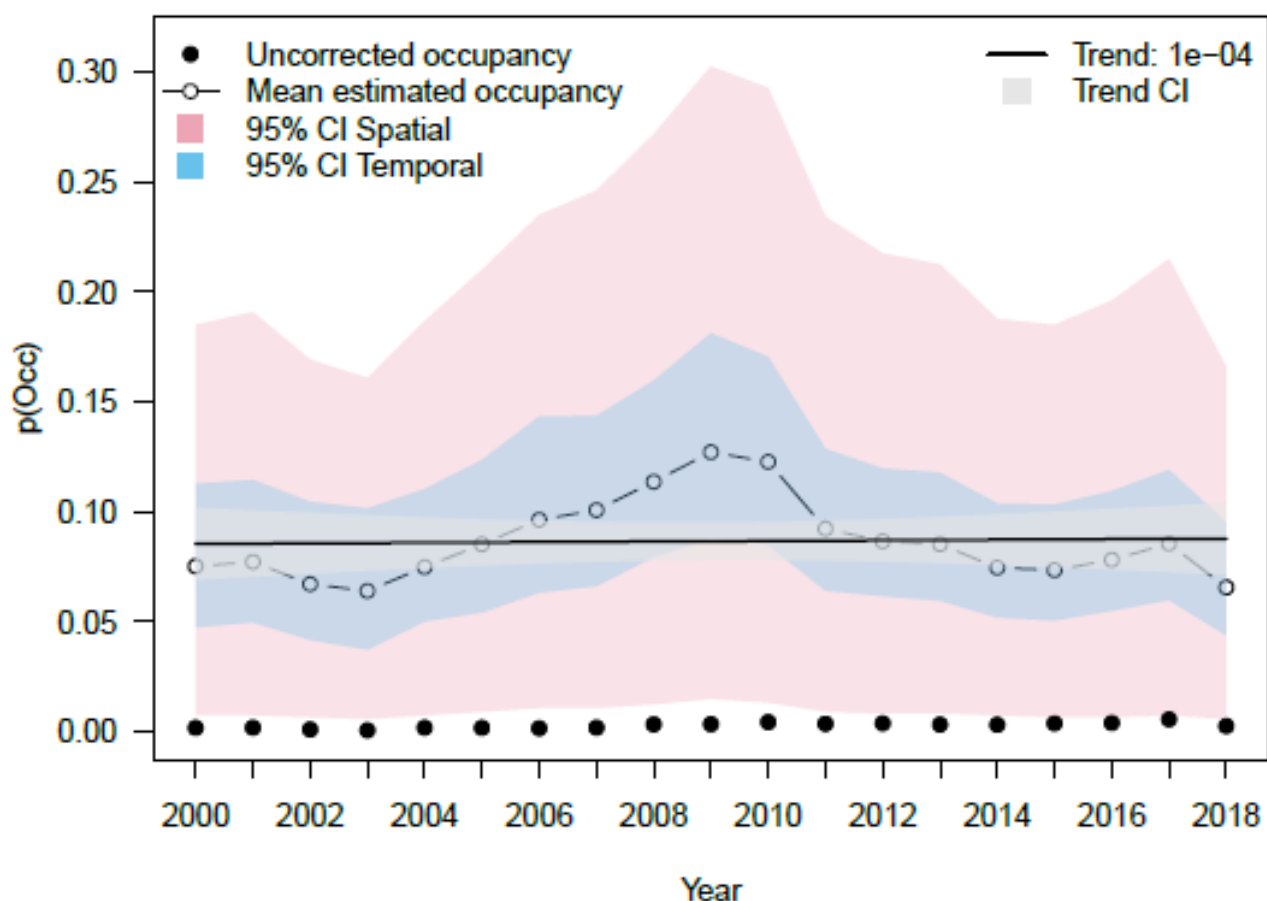 Uncorrected occupancy
Mean estimated occupancy
95% CI Spatial
95% CI Temporal
Trend: 1e−04
Trend CI
0.30
0.25
0.20
0.15
0.10
0.05
0.00
p(Occ)
2000 2002 2004 2006 2008 2010 2012 2014 2016 2018
Year